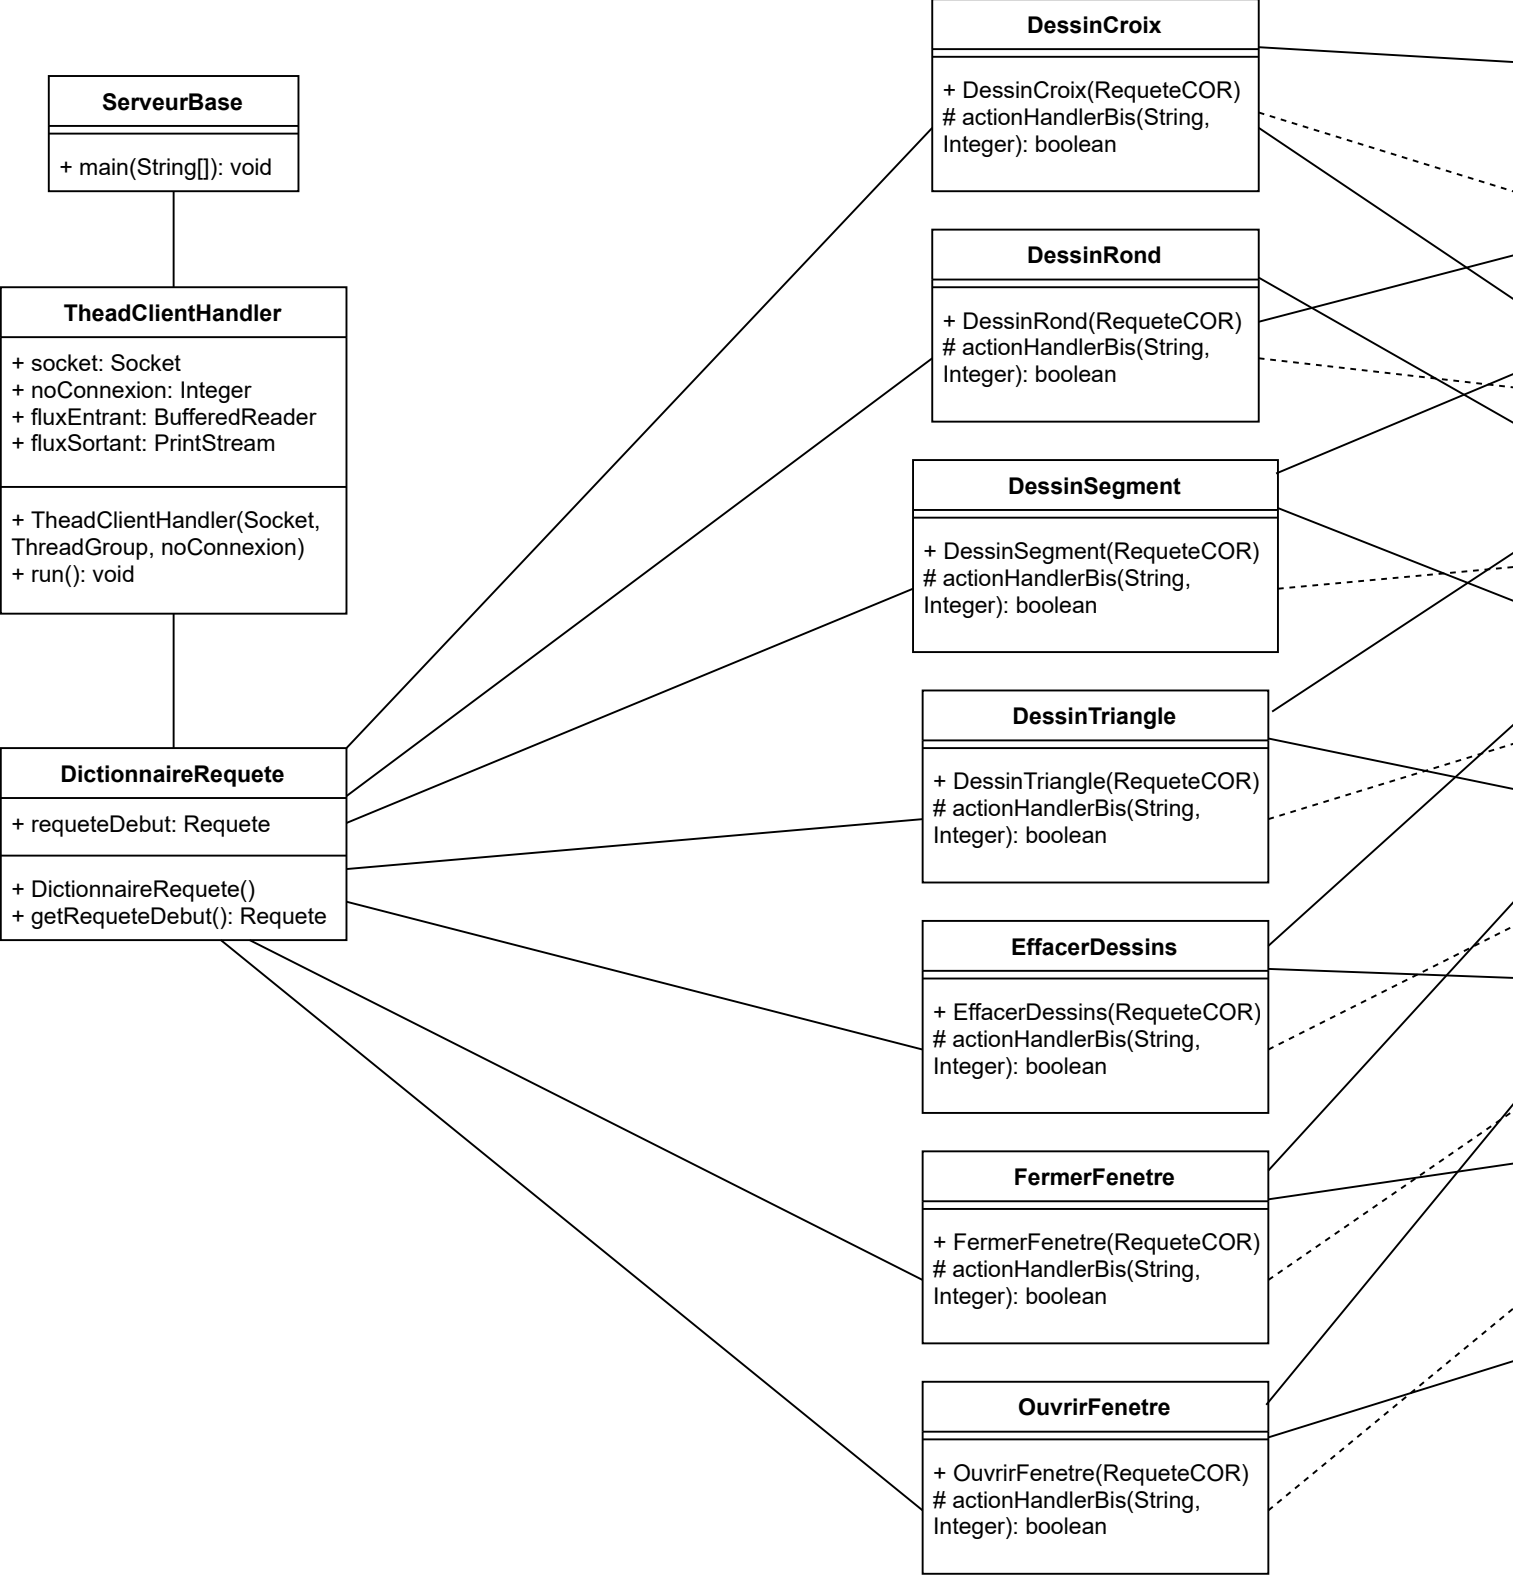 ServeurBase
+ main(String[]): void
TheadClientHandler
+ socket: Socket
+ noConnexion: Integer
+ fluxEntrant: BufferedReader
+ fluxSortant: PrintStream
+ TheadClientHandler(Socket,
ThreadGroup, noConnexion)
+ run(): void
DictionnaireRequete
+ requeteDebut: Requete
+ DictionnaireRequete()
+ getRequeteDebut(): Requete
DessinCroix
+ DessinCroix(RequeteCOR)
# actionHandlerBis(String,
Integer): boolean
DessinRond
+ DessinRond(RequeteCOR)
# actionHandlerBis(String,
Integer): boolean
DessinSegment
+ DessinSegment(RequeteCOR)
# actionHandlerBis(String,
Integer): boolean
DessinTriangle
+ DessinTriangle(RequeteCOR)
# actionHandlerBis(String,
Integer): boolean
EffacerDessins
+ EffacerDessins(RequeteCOR)
# actionHandlerBis(String,
Integer): boolean
FermerFenetre
+ FermerFenetre(RequeteCOR)
# actionHandlerBis(String,
Integer): boolean
OuvrirFenetre
+ OuvrirFenetre(RequeteCOR)
# actionHandlerBis(String,
Integer): boolean